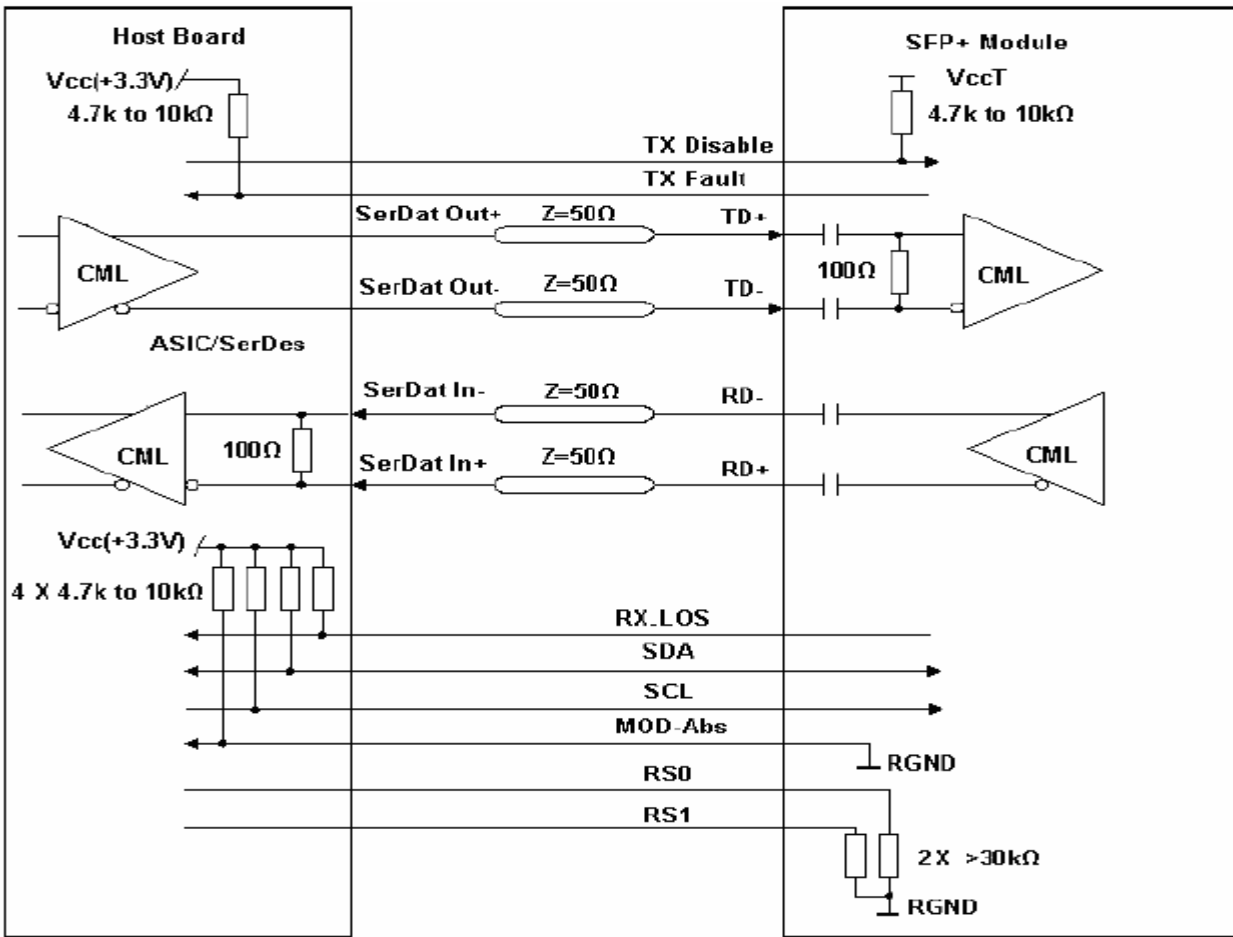 Host Board
SFP+ Module
Vcc(+3.3V)
4.7k to 10kΩ
VccT
4.7k to 10kΩ
TX Disable
TX Fault
SerDat Out+
Z=50Ω
TD+
CML
100Ω
CML
SerDat Out-
Z=50Ω
TD-
ASIC/SerDes
SerDat In-
Z=50Ω
RD-
CML
100Ω
CML
SerDat In+
Z=50Ω
RD+
Vcc(+3.3V)
4 X 4.7k to 10kΩ
RX_LOS
SDA
SCL
MOD-Abs
RGND
RS0
RS1
2X >30kΩ
RGND